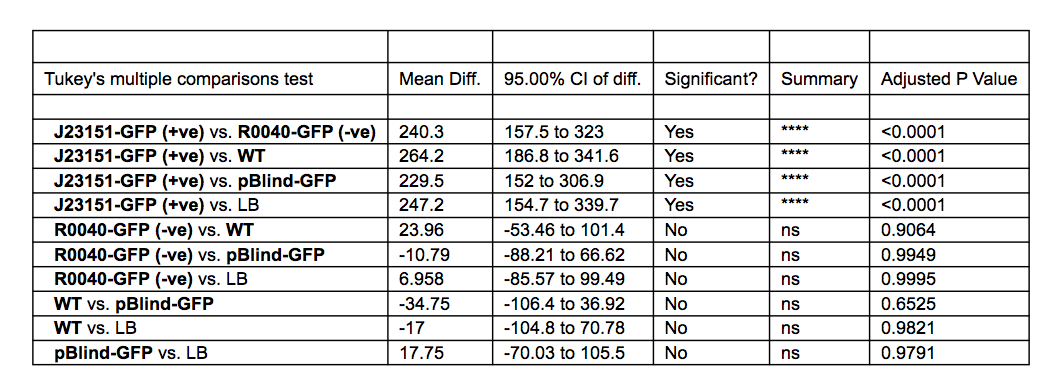 Tukey's multiple comparisons test Mean Diff. 95.00% CI of diff. Significant? Summary Adjusted P Value
J23151-GFP (+ve) vs. R0040-GFP (-ve) 240.3 157.5 to 323 Yes **** <0.0001
J23151-GFP (+ve) vs. WT 264.2 186.8 to 341.6 Yes **** <0.0001
J23151-GFP (+ve) vs. pBlind-GFP 229.5 152 to 306.9 Yes **** <0.0001
J23151-GFP (+ve) vs. LB 247.2 154.7 to 339.7 Yes **** <0.0001
R0040-GFP (-ve) vs. WT 23.96 -53.46 to 101.4 No ns 0.9064
R0040-GFP (-ve) vs. pBlind-GFP -10.79 -88.21 to 66.62 No ns 0.9949
R0040-GFP (-ve) vs. LB 6.958 -85.57 to 99.49 No ns 0.9995
WT vs. pBlind-GFP -34.75 -106.4 to 36.92 No ns 0.6525
WT vs. LB -17 -104.8 to 70.78 No ns 0.9821
pBlind-GFP vs. LB 17.75 -70.03 to 105.5 No ns 0.9791